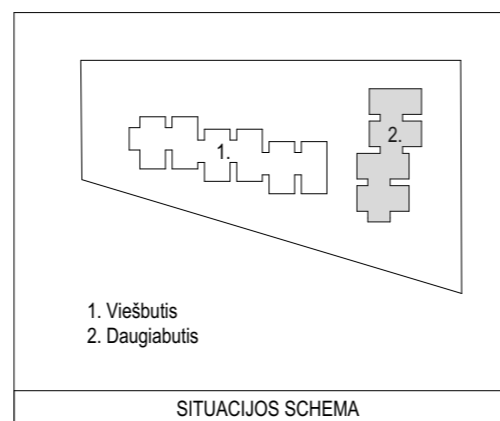 1.
2.
1. Viešbutis
2. Daugiabutis
SITUACIJOS SCHEMA